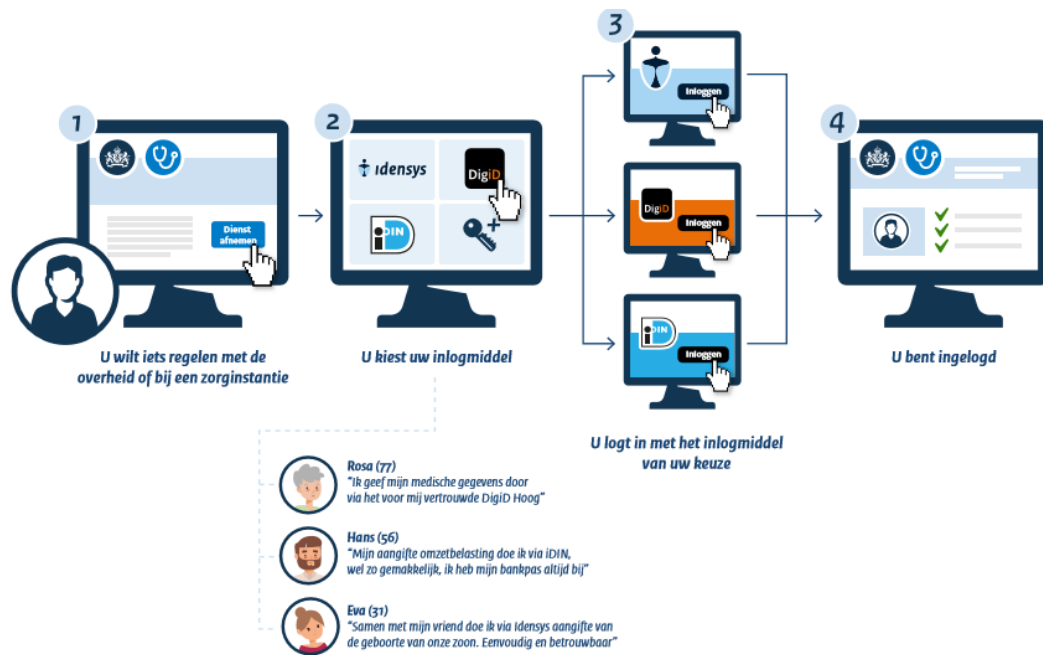 1
Dienst
afnemen
U wilt iets regelen met de
overheid of bij een zorginstantie
2
idensys
DigiD
iDIN
U kiest uw inlogmiddel
3
Inloggen
DigiD
Inloggen
iDIN
Inloggen
U logt in met het inlogmiddel
van uw keuze
4
U bent ingelogd
Rosa (77)
"Ik geef mijn medische gegevens door
via het voor mij vertrouwde DigiD Hoog"
Hans (56)
"Mijn aangifte omzetbelasting doe ik via iDIN,
wel zo gemakkelijk, ik heb mijn bankpas altijd bij"
Eva (31)
"Samen met mijn vriend doe ik via Idensys aangifte van
de geboorte van onze zoon. Eenvoudig en betrouwbaar"